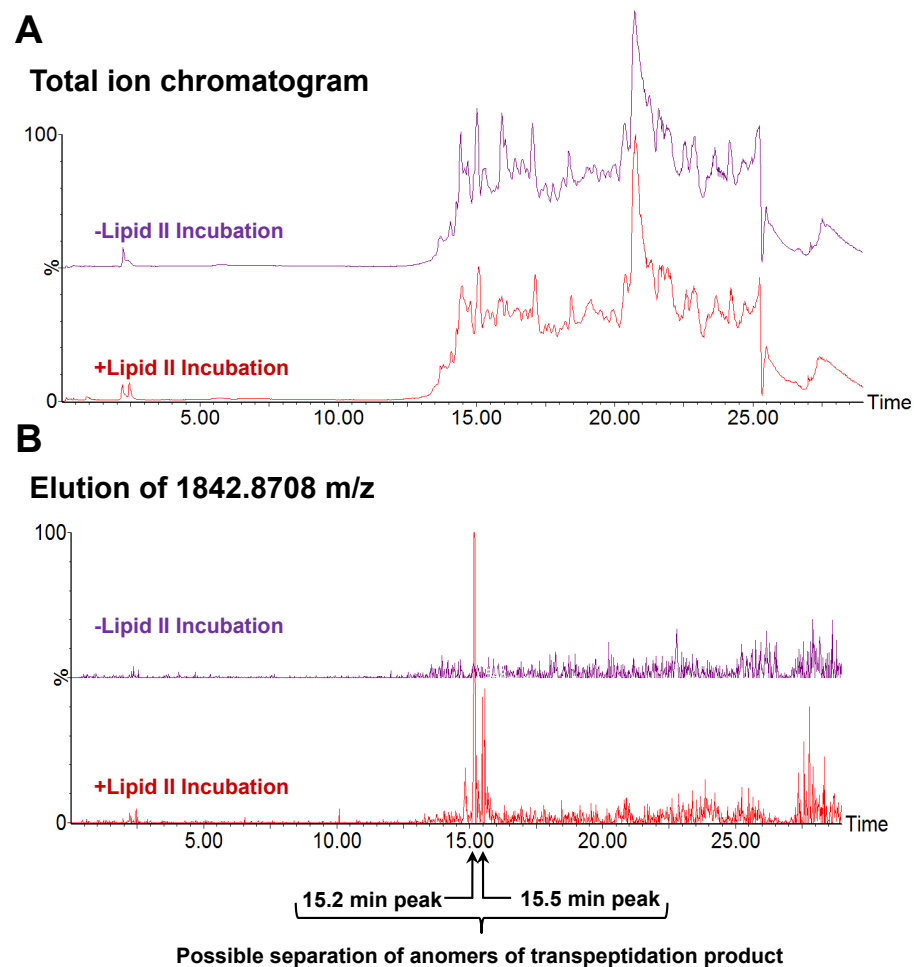 A
Total ion chromatogram
100
-Lipid II Incubation
%
+Lipid II Incubation
0
5.00 10.00 15.00 20.00 25.00 Time
B
Elution of 1842.8708 m/z
100
-Lipid II Incubation
%
+Lipid II Incubation
0
5.00 10.00 15.00 20.00 25.00 Time
15.2 min peak 15.5 min peak
Possible separation of anomers of transpeptidation product